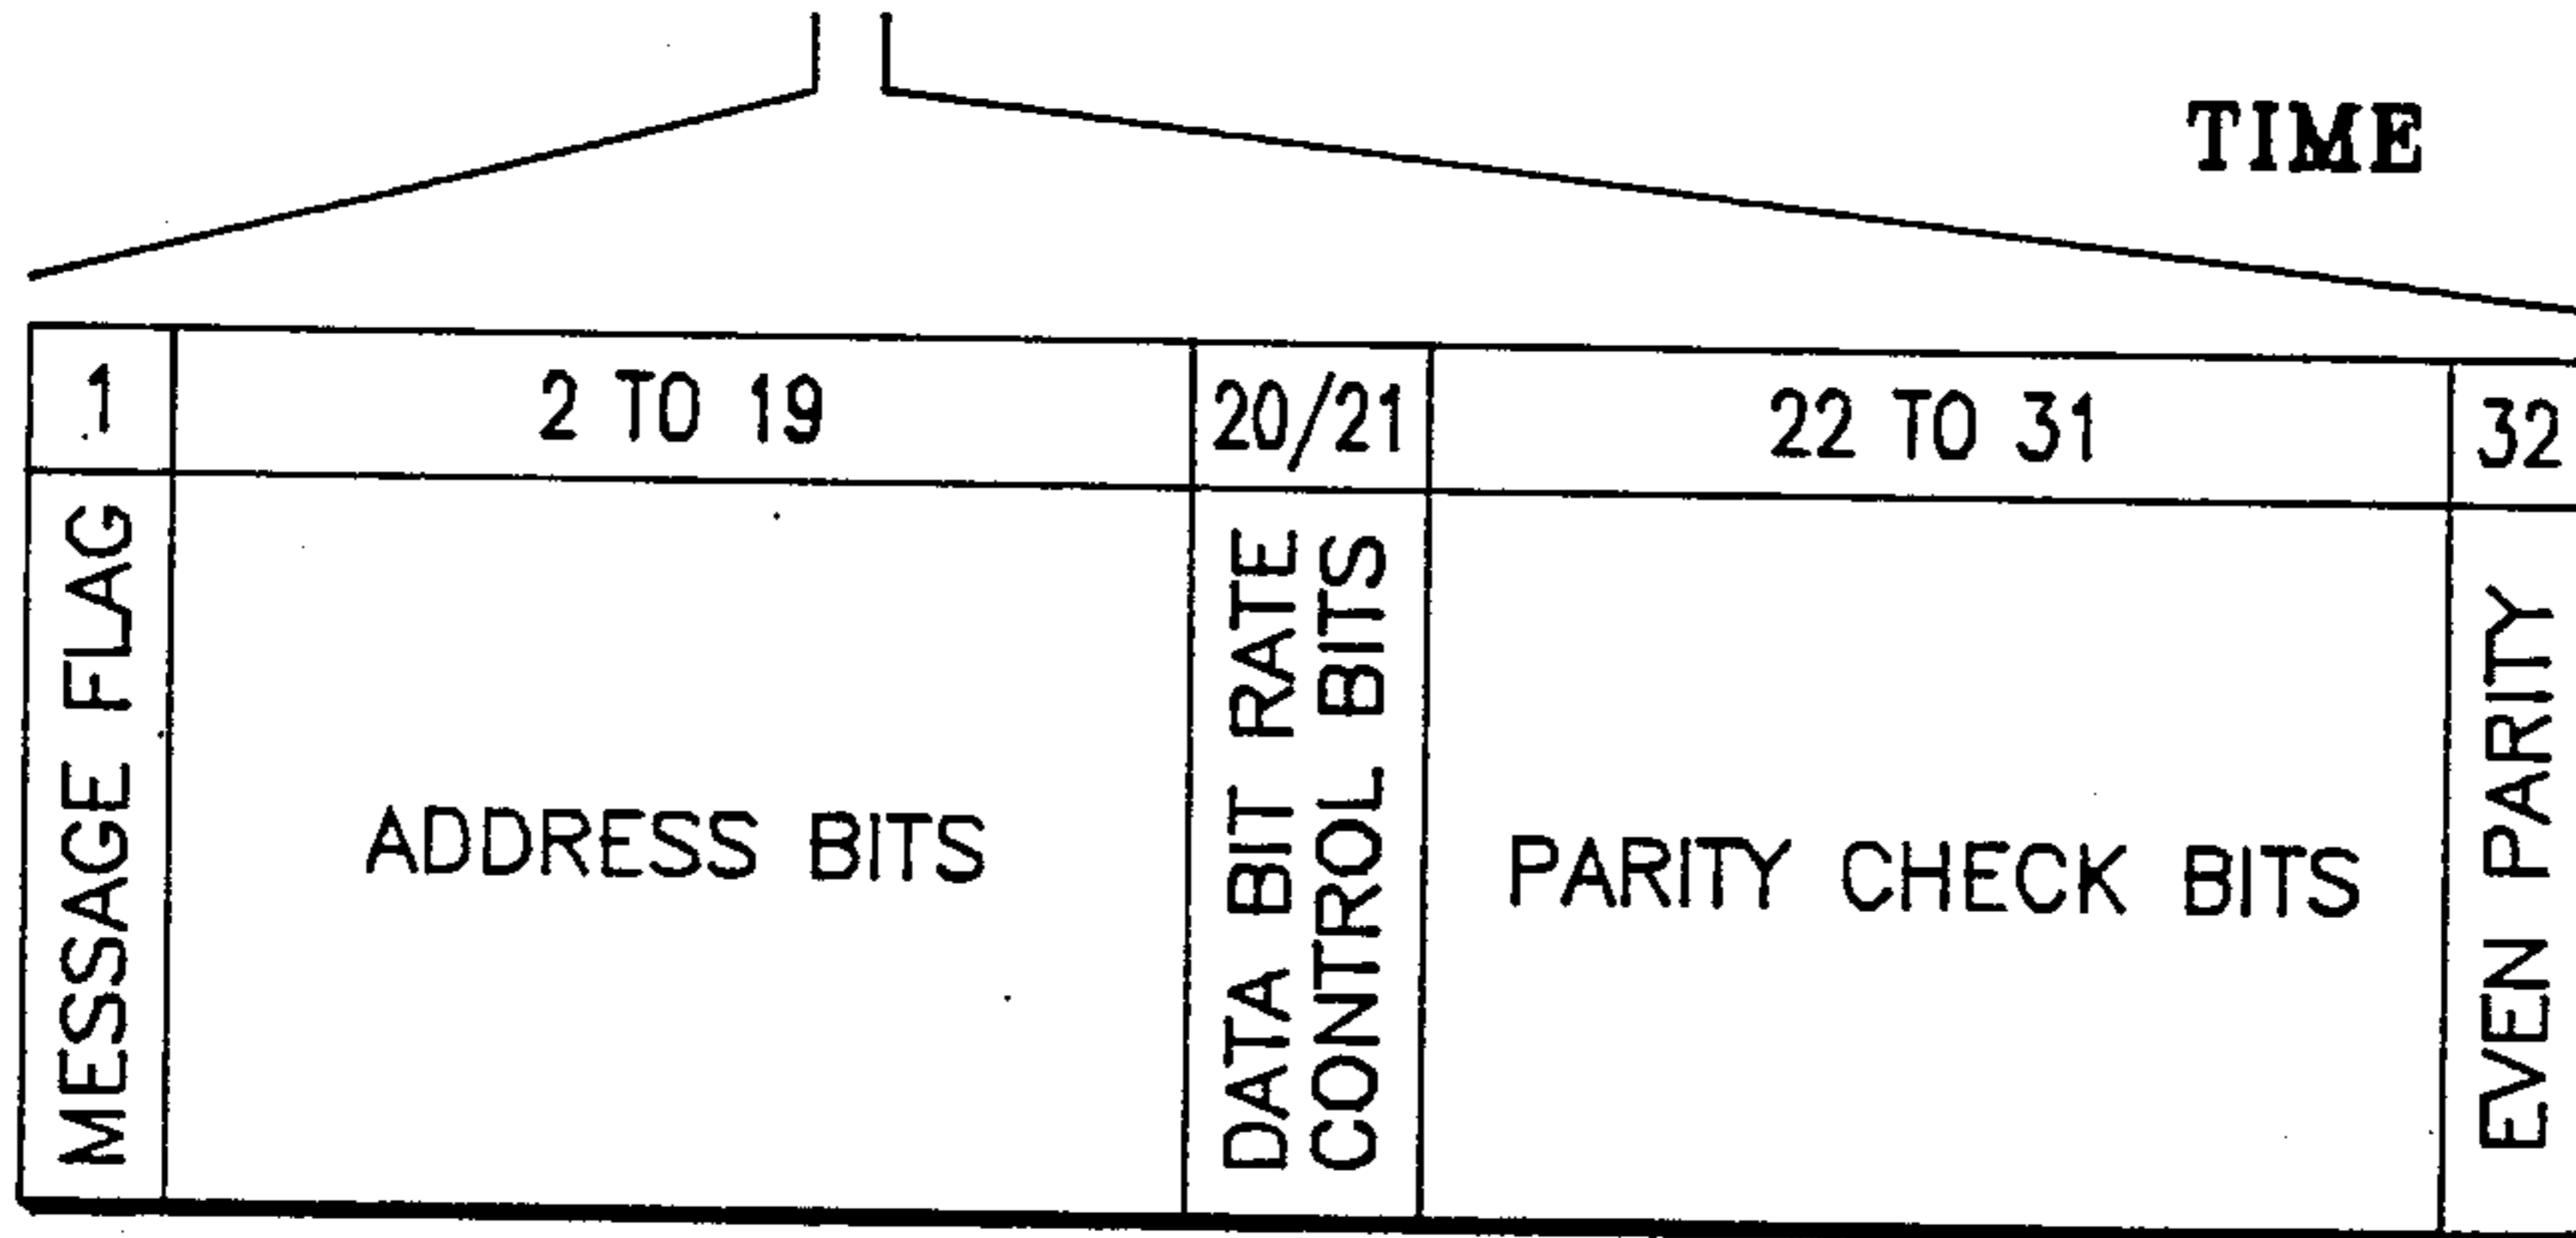 TIME
1
2 TO 19
20/21
22 TO 31
32
MESSAGE FLAG
ADDRESS BITS
DATA BIT RATE
CONTROL BITS
PARITY CHECK BITS
EVEN PARITY